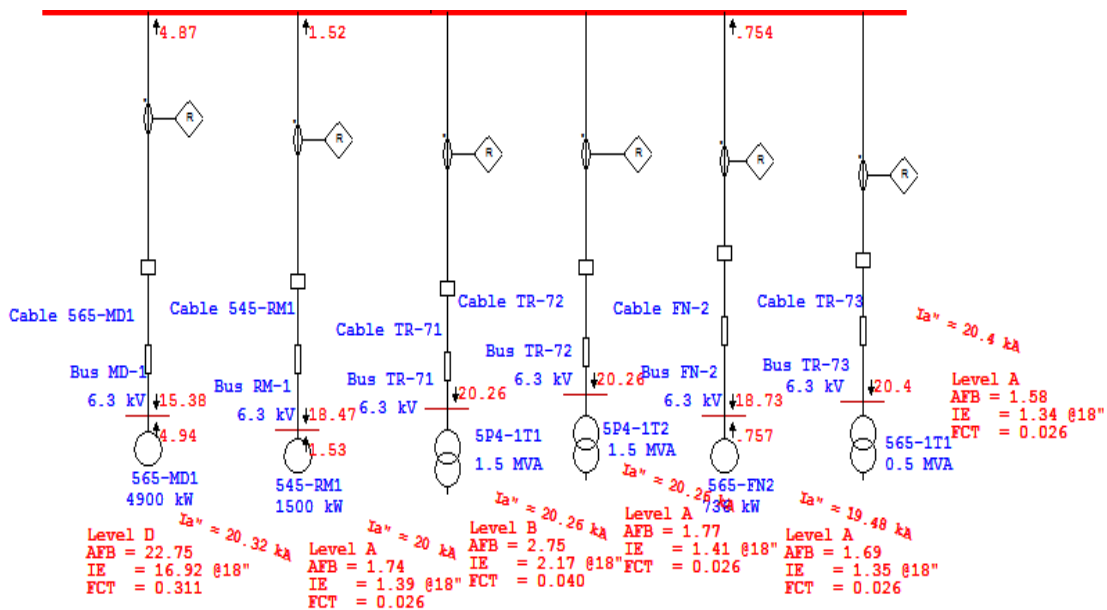 4.87
1.52
.754
R
R
R
R
R
R
Cable 565-MD1
Cable 545-RM1
Cable TR-71
Cable TR-72
Cable FN-2
Cable TR-73
Ia" = 20.4 kA
Bus MD-1
6.3 kV
15.38
4.94
Bus RM-1
6.3 kV
18.47
1.53
Bus TR-71
6.3 kV
20.26
Bus TR-72
6.3 kV
20.26
Bus FN-2
6.3 kV
18.73
.757
Bus TR-73
6.3 kV
20.4
Level A
AFB = 1.58
IE = 1.34 @18"
FCT = 0.026
565-MD1
4900 kW
545-RM1
1500 kW
5P4-1T1
1.5 MVA
5P4-1T2
1.5 MVA
565-FN2
kW
565-1T1
0.5 MVA
Level D
AFB = 22.75
IE = 16.92 @18"
FCT = 0.311
Ia" = 20.32 kA
Level A
AFB = 1.74
IE = 1.39 @18"
FCT = 0.026
Ia" = 20 kA
Level B
AFB = 2.75
IE = 2.17 @18"
FCT = 0.040
Ia" = 20.26 kA
Level A
AFB = 1.77
IE = 1.41 @18"
FCT = 0.026
Ia" = 20.26 kA
Level A
AFB = 1.69
IE = 1.35 @18"
FCT = 0.026
Ia" = 19.48 kA